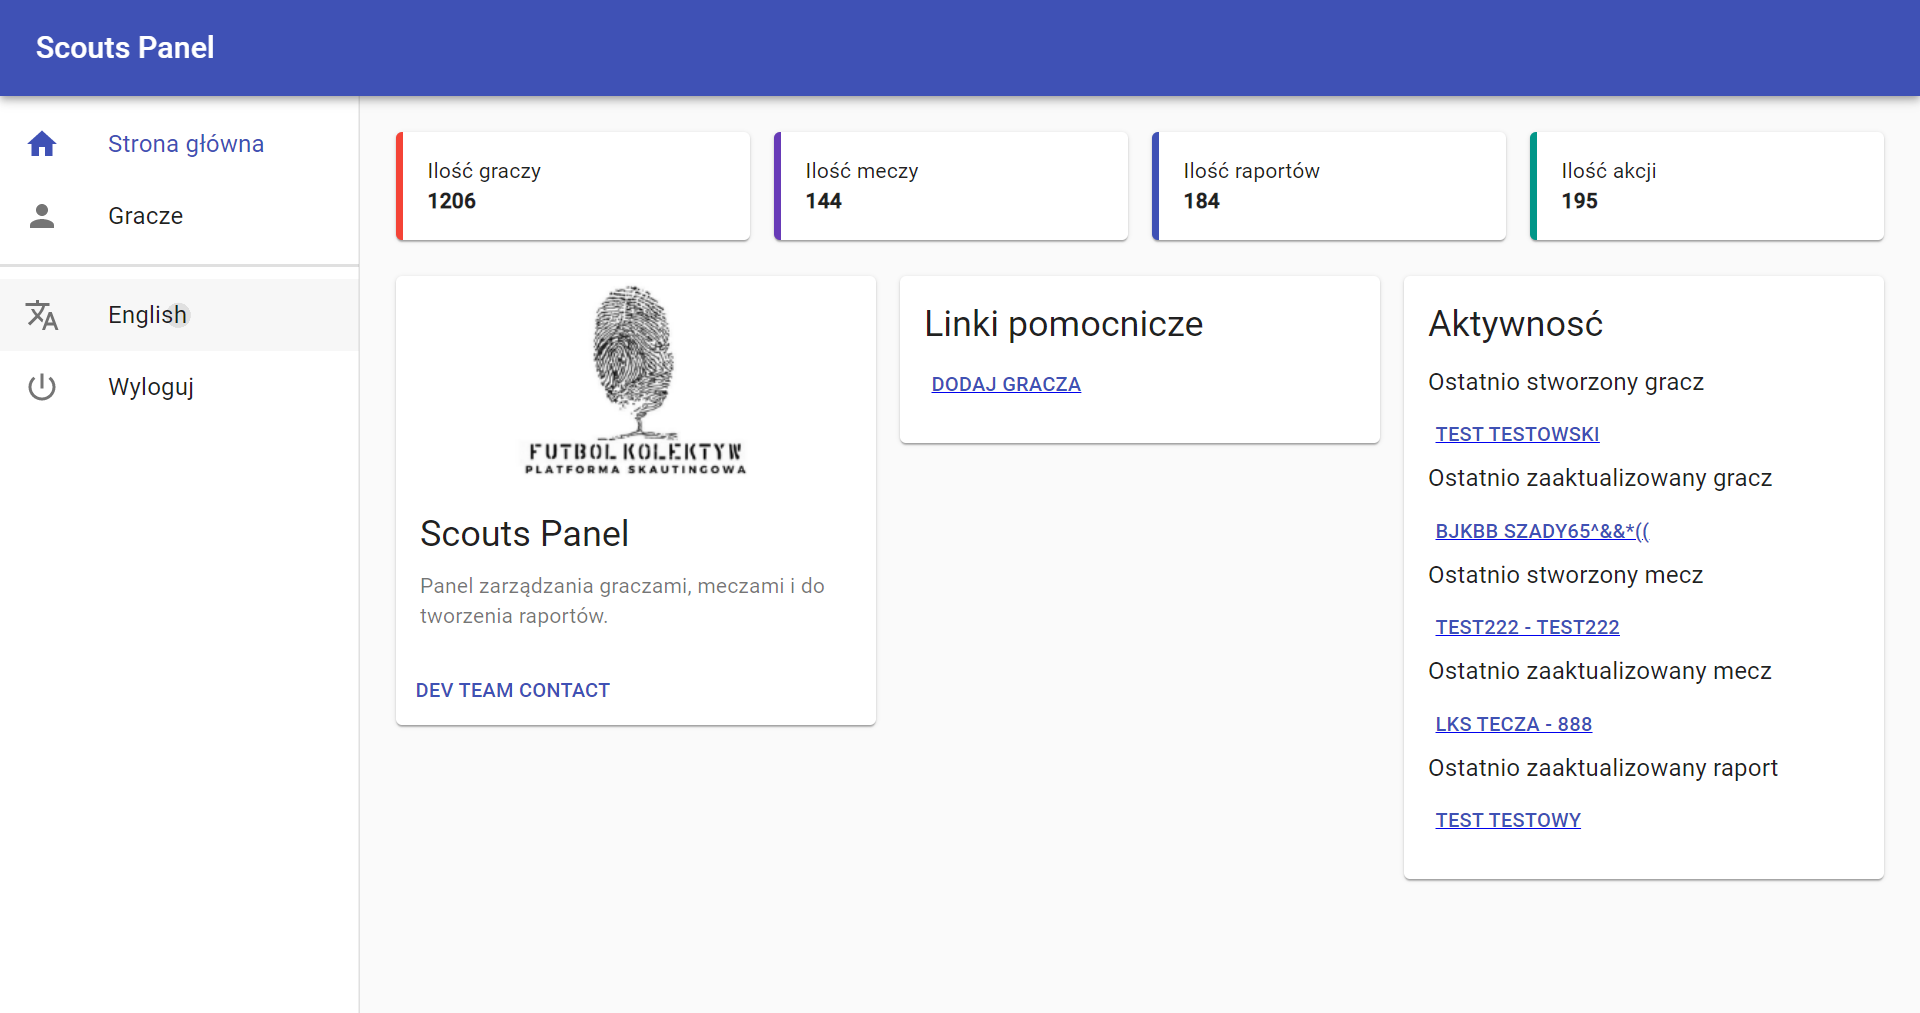 Scouts Panel
Strona główna
Gracze
English
Wyloguj
Ilość graczy
1206
Ilość meczy
144
Ilość raportów
184
Ilość akcji
195
FUTBOL KOLEKTYW
PLATFORMA SKAUTINGOWA
Scouts Panel
Panel zarządzania graczami, meczami i do
tworzenia raportów.
DEV TEAM CONTACT
Linki pomocnicze
DODAJ GRACZA
Aktywnosć
Ostatnio stworzony gracz
TEST TESTOWSKI
Ostatnio zaaktualizowany gracz
BJKBB SZADY65^&&*((
Ostatnio stworzony mecz
TEST222 - TEST222
Ostatnio zaaktualizowany mecz
LKS TECZA - 888
Ostatnio zaaktualizowany raport
TEST TESTOWY